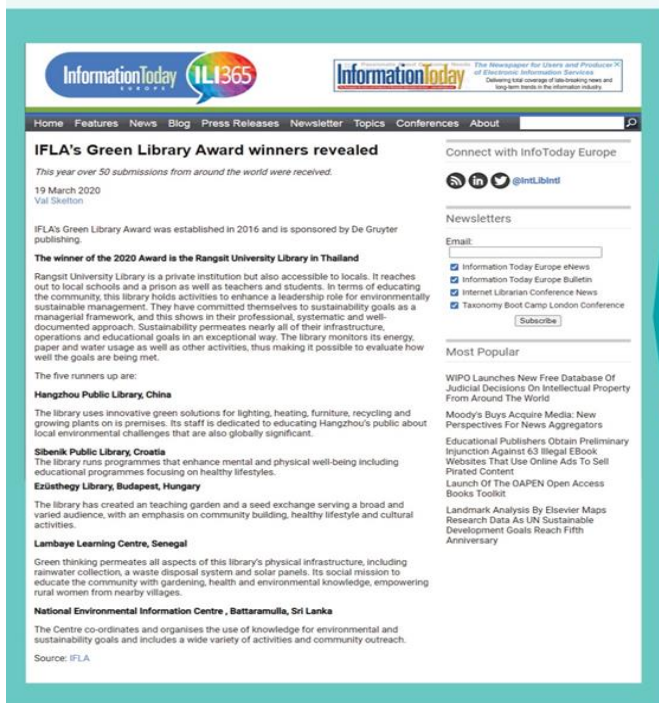 InformationToday
EUROPE
ILI365
InformationToday
The Newspaper for Users and Producer
of Electronic Information Services
Delivering total coverage of late-breaking news and
long-term trends in the information industry.
Home Features News Blog Press Releases Newsletter Topics Conferences About
IFLA's Green Library Award winners revealed
This year over 50 submissions from around the world were received.
19 March 2020
Val Skelton
IFLA's Green Library Award was established in 2016 and is sponsored by De Gruyter
publishing.
The winner of the 2020 Award is the Rangsit University Library in Thailand
Rangsit University Library is a private institution but also accessible to locals. It reaches
out to local schools and a prison as well as teachers and students. In terms of educating
the community, this library holds activities to enhance a leadership role for environmentally
sustainable management. They have committed themselves to sustainability goals as a
managerial framework, and this shows in their professional, systematic and well-
documented approach. Sustainability permeates nearly all of their infrastructure,
operations and educational goals in an exceptional way. The library monitors its energy,
paper and water usage as well as other activities, thus making it possible to evaluate how
well the goals are being met.
The five runners up are:
Hangzhou Public Library, China
The library uses innovative green solutions for lighting, heating, furniture, recycling and
growing plants on is premises. Its staff is dedicated to educating Hangzhou's public about
local environmental challenges that are also globally significant.
Sibenik Public Library, Croatia
The library runs programmes that enhance mental and physical well-being including
educational programmes focusing on healthy lifestyles.
Ezüsthegy Library, Budapest, Hungary
The library has created an teaching garden and a seed exchange serving a broad and
varied audience, with an emphasis on community building, healthy lifestyle and cultural
activities.
Lambaye Learning Centre, Senegal
Green thinking permeates all aspects of this library's physical infrastructure, including
rainwater collection, a waste disposal system and solar panels. Its social mission to
educate the community with gardening, health and environmental knowledge, empowering
rural women from nearby villages.
National Environmental Information Centre , Battaramulla, Sri Lanka
The Centre co-ordinates and organises the use of knowledge for environmental and
sustainability goals and includes a wide variety of activities and community outreach.
Source: IFLA
Connect with InfoToday Europe
@IntLibIntl
Newsletters
Email:
Information Today Europe eNews
Information Today Europe Bulletin
Internet Librarian Conference News
Taxonomy Boot Camp London Conference
Subscribe
Most Popular
WIPO Launches New Free Database Of
Judicial Decisions On Intellectual Property
From Around The World
Moody's Buys Acquire Media: New
Perspectives For News Aggregators
Educational Publishers Obtain Preliminary
Injunction Against 63 Illegal EBook
Websites That Use Online Ads To Sell
Pirated Content
Launch Of The OAPEN Open Access
Books Toolkit
Landmark Analysis By Elsevier Maps
Research Data As UN Sustainable
Development Goals Reach Fifth
Anniversary